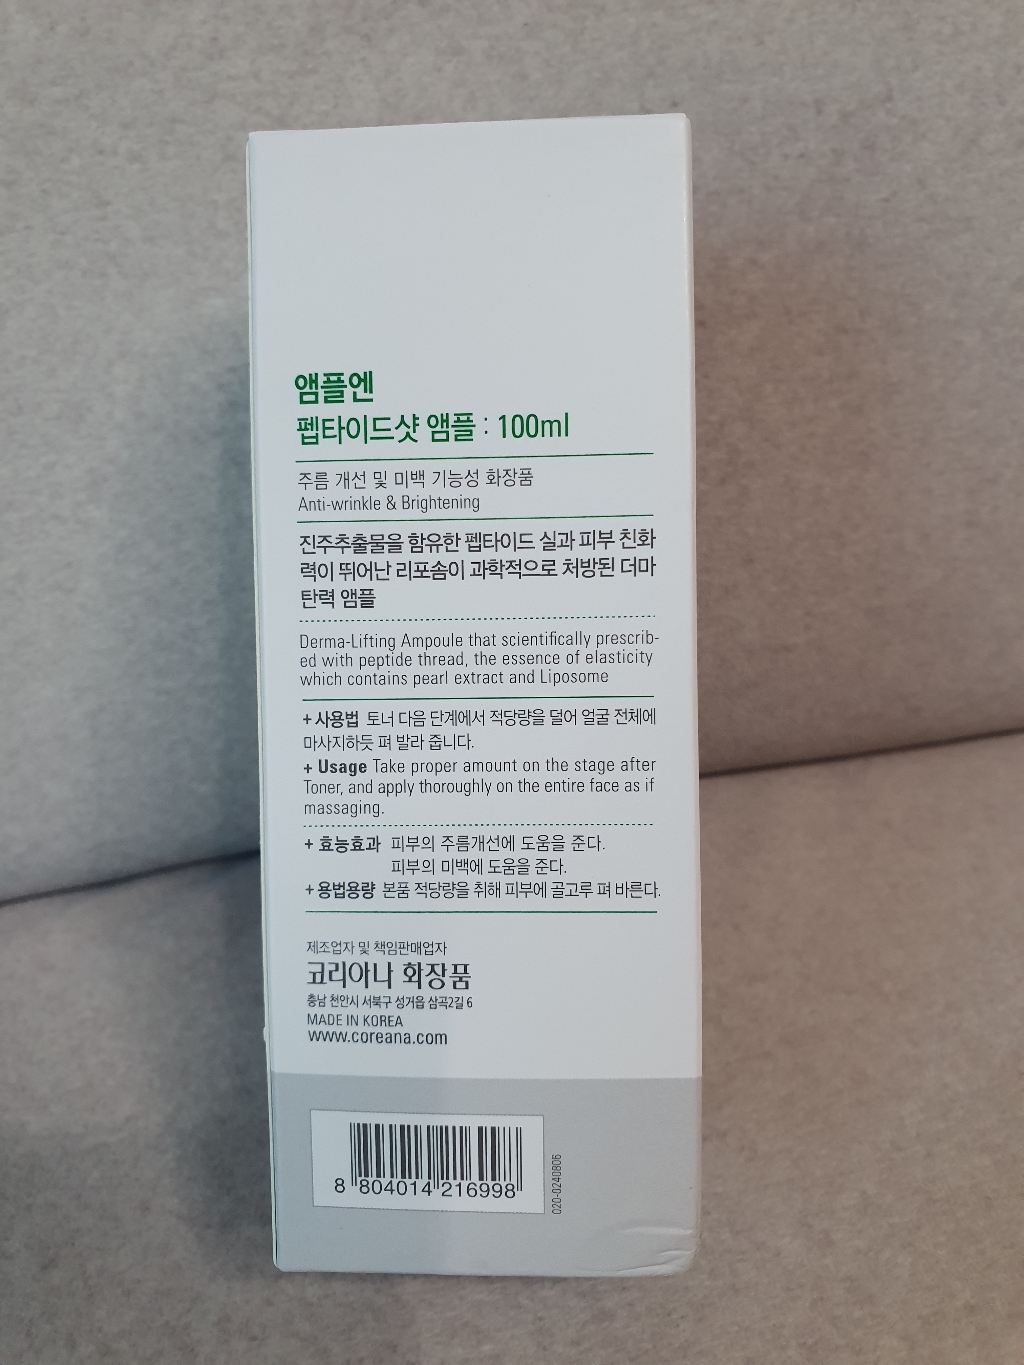 앰플엔
펩타이드샷 앰플 : 100ml
주름 개선 및 미백 기능성 화장품
Anti-wrinkle & Brightening
진주추출물을 함유한 펩타이드 실과 피부 친화
력이 뛰어난 리포솜이 과학적으로 처방된 더마
탄력 앰플
Derma-Lifting Ampoule that scientifically prescrib-
ed with peptide thread, the essence of elasticity
which contains pearl extract and Liposome
+ 사용법 토너 다음 단계에서 적당량을 덜어 얼굴 전체에
마사지하듯 펴 발라 줍니다.
+ Usage Take proper amount on the stage after
Toner, and apply thoroughly on the entire face as if
massaging.
+ 효능효과 피부의 주름개선에 도움을 준다.
피부의 미백에 도움을 준다.
+ 용법용량 본품 적당량을 취해 피부에 골고루 펴 바른다.
제조업자 및 책임판매업자
코리아나 화장품
충남 천안시 서북구 성거읍 삼곡2길 6
MADE IN KOREA
www.coreana.com
8 804014 216998
020-0240806